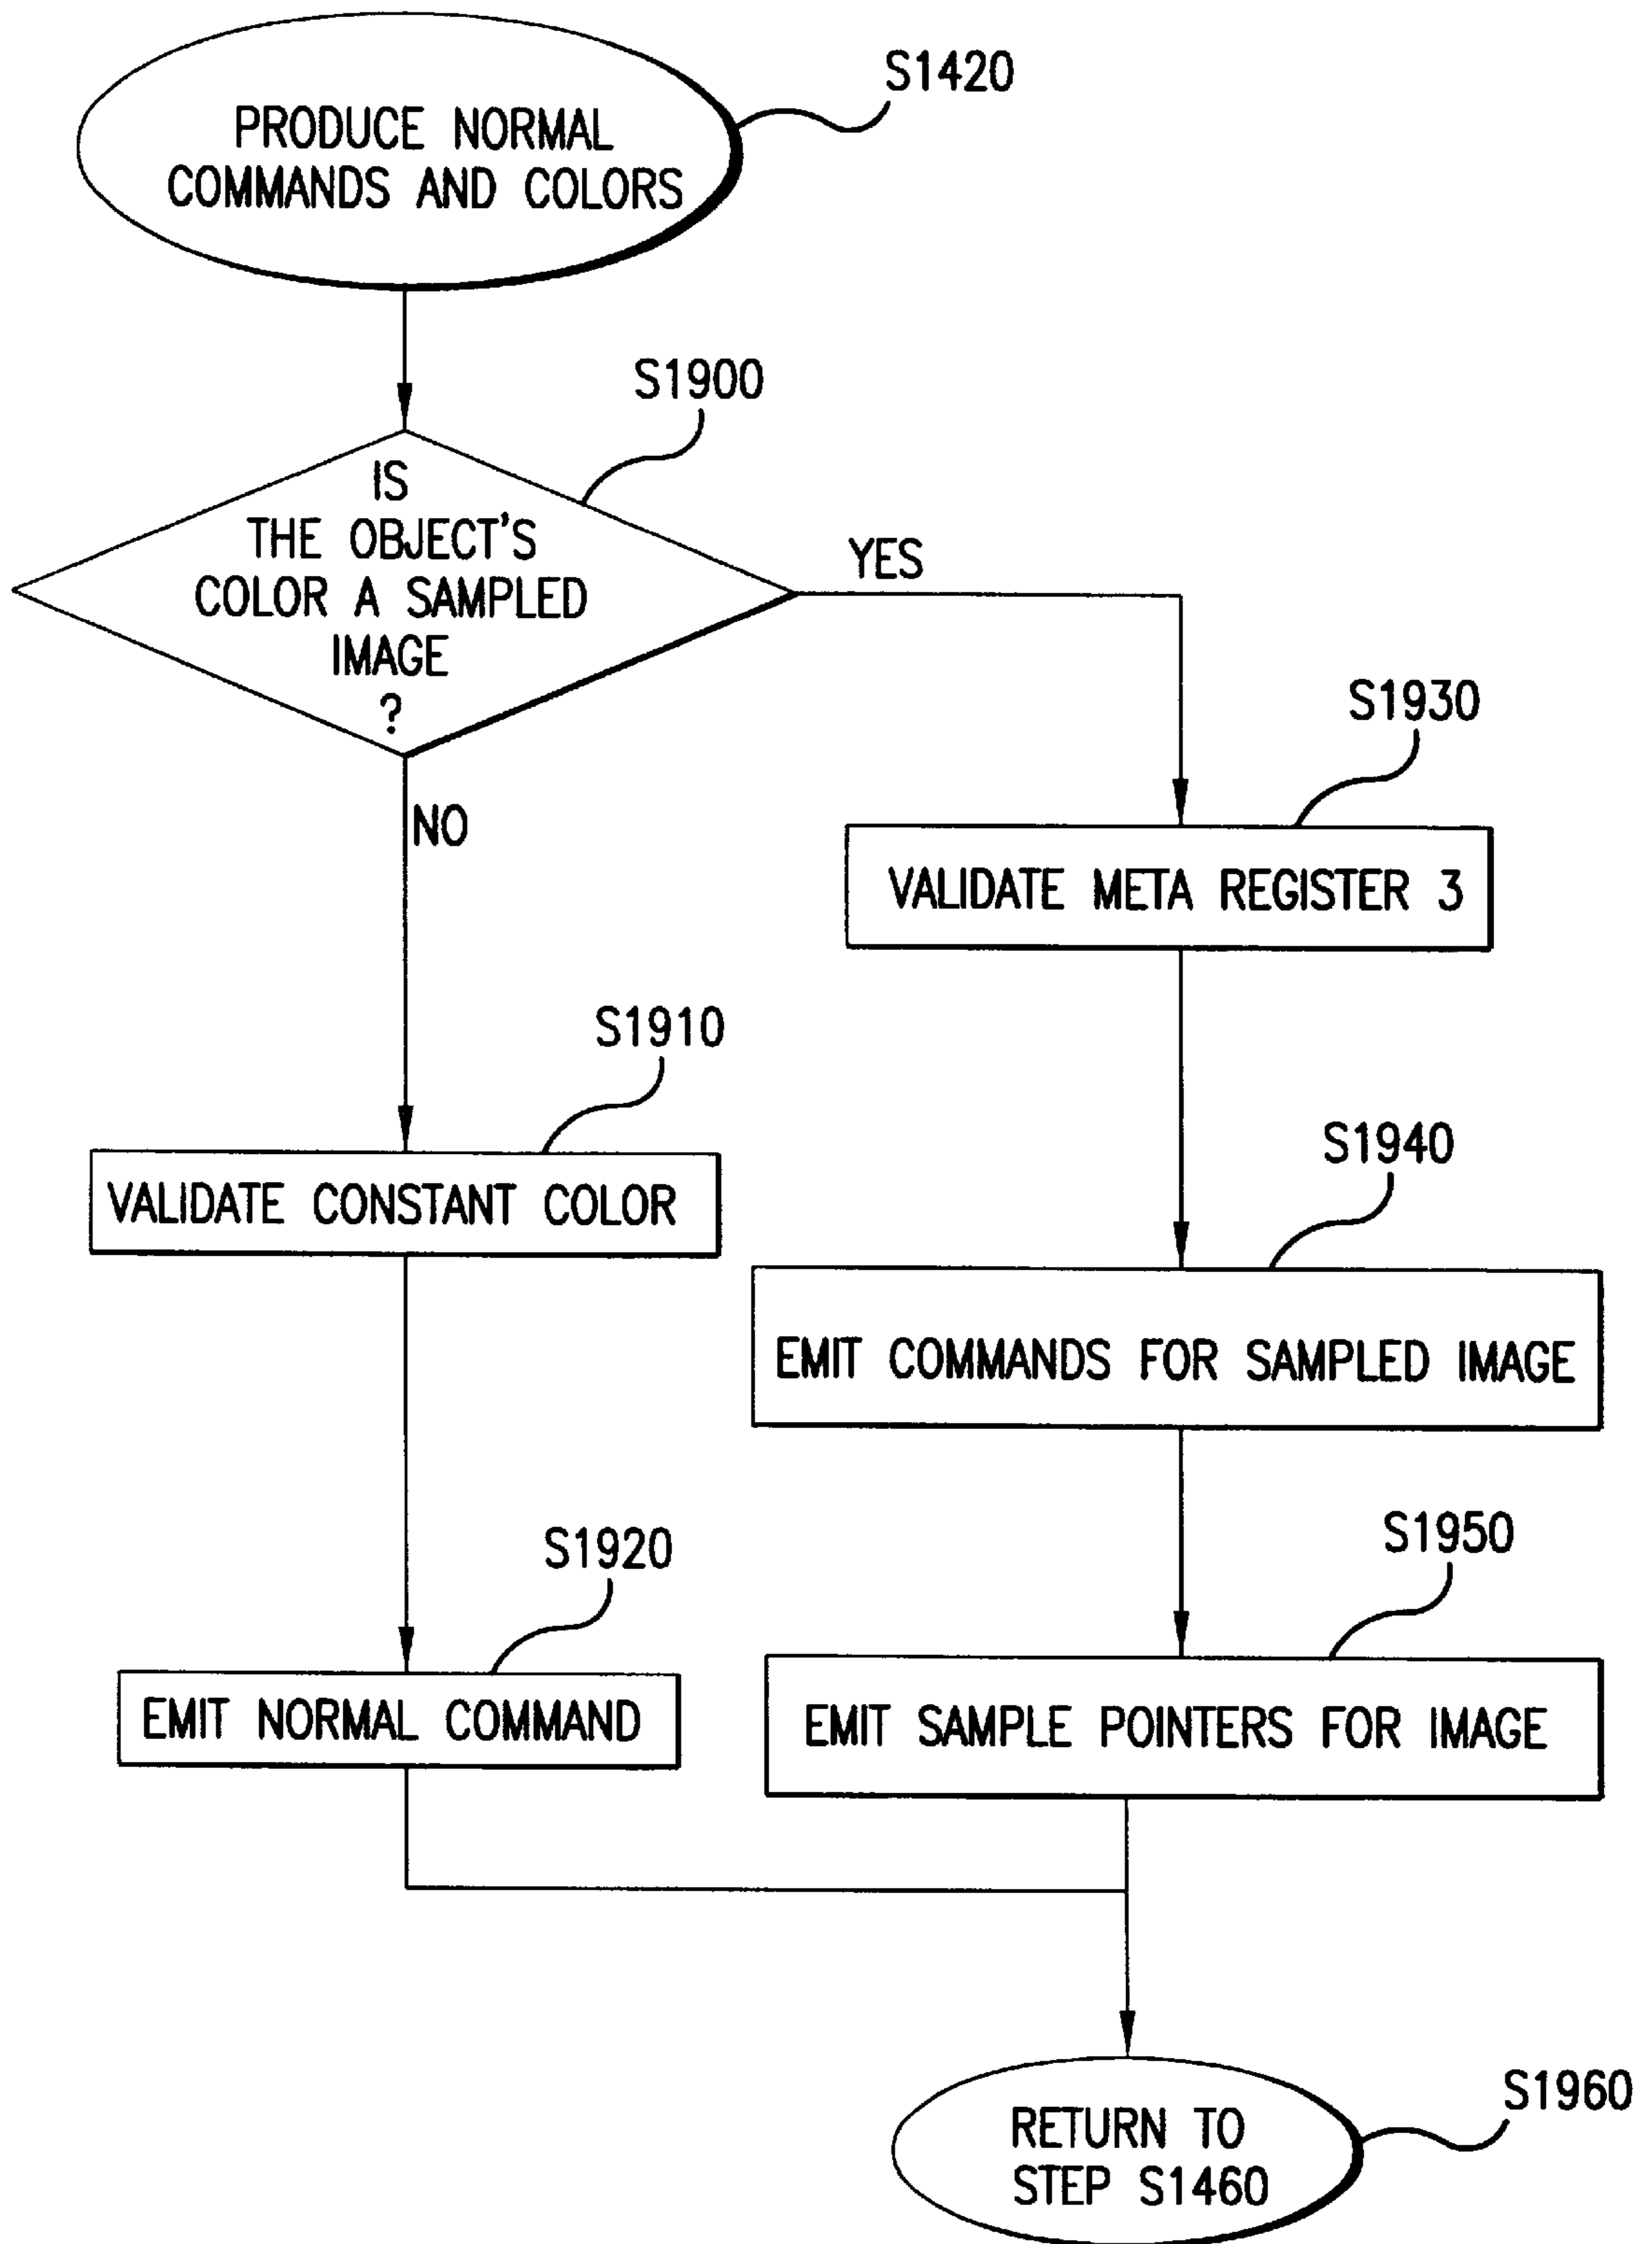 S1420
PRODUCE NORMAL
COMMANDS AND COLORS
S1900
IS
THE OBJECT'S
COLOR A SAMPLED
IMAGE
?
YES
NO
S1930
VALIDATE META REGISTER 3
S1910
VALIDATE CONSTANT COLOR
S1940
EMIT COMMANDS FOR SAMPLED IMAGE
S1920
EMIT NORMAL COMMAND
S1950
EMIT SAMPLE POINTERS FOR IMAGE
S1960
RETURN TO
STEP S1460